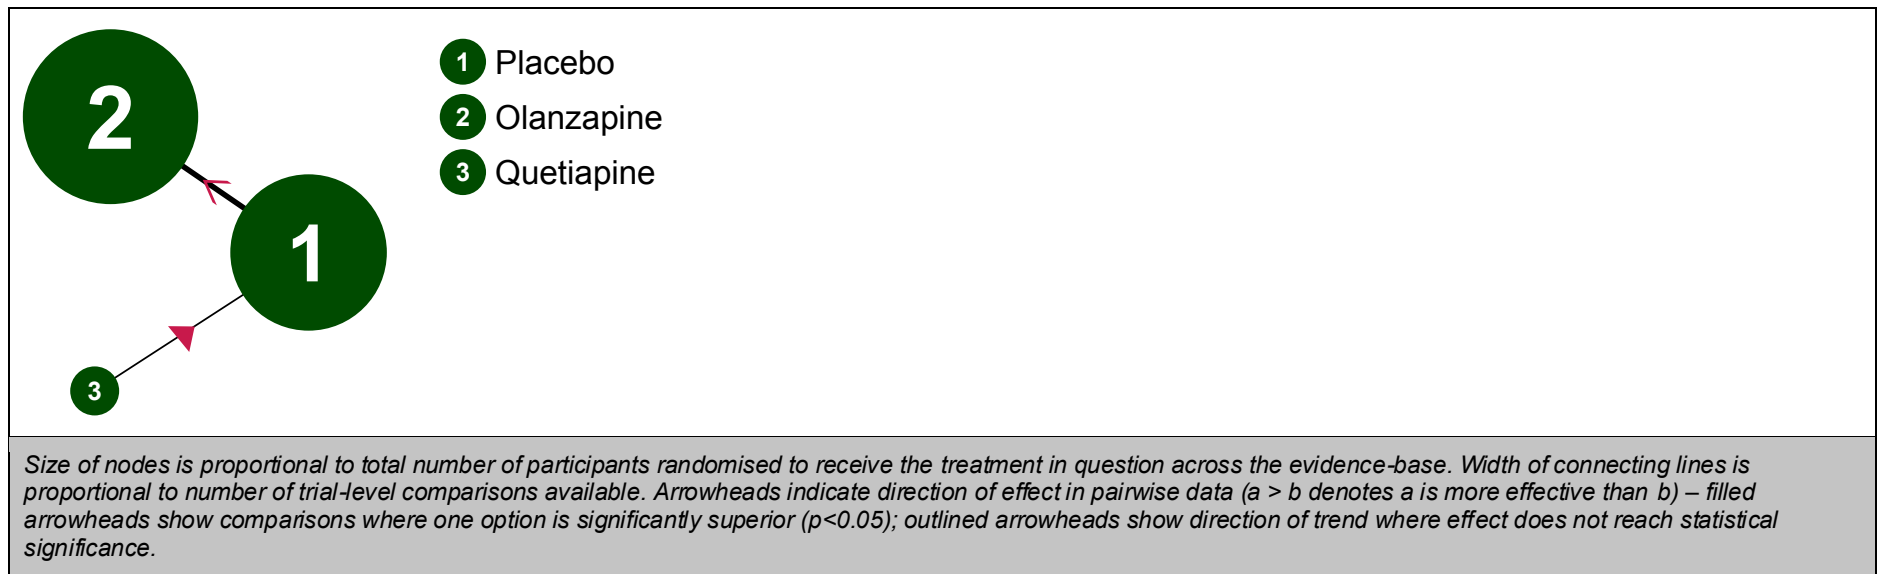 2
1
3
1 Placebo
2 Olanzapine
3 Quetiapine
Size of nodes is proportional to total number of participants randomised to receive the treatment in question across the evidence-base. Width of connecting lines is
proportional to number of trial-level comparisons available. Arrowheads indicate direction of effect in pairwise data (a > b denotes a is more effective than b) – filled
arrowheads show comparisons where one option is significantly superior (p<0.05); outlined arrowheads show direction of trend where effect does not reach statistical
significance.